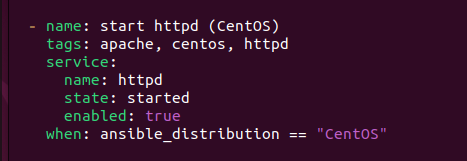 - name: start httpd (CentOS)
  tags: apache, centos, httpd
  service:
    name: httpd
    state: started
    enabled: true
  when: ansible_distribution == "CentOS"